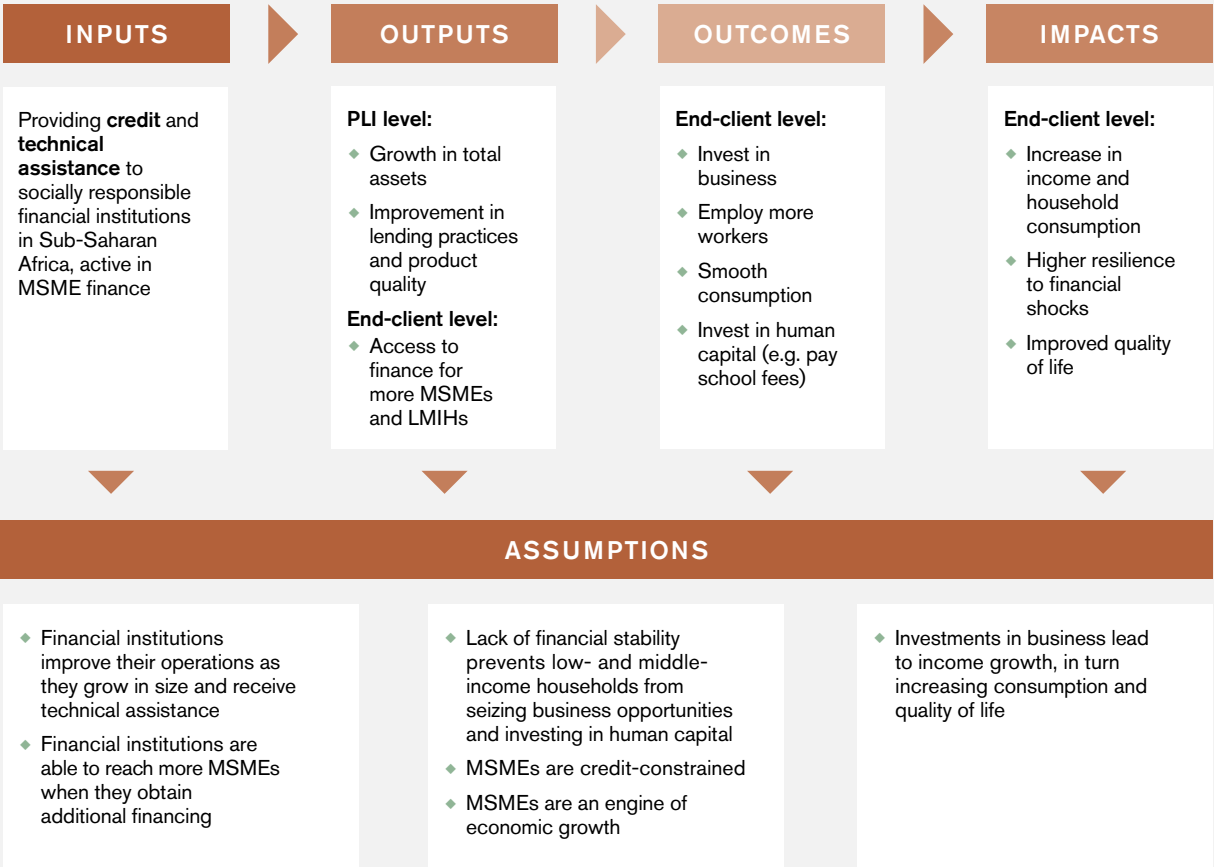 INPUTS
OUTPUTS
OUTCOMES
IMPACTS
Providing credit and
technical
assistance to
socially responsible
financial institutions
in Sub-Saharan
Africa, active in
MSME finance
PLI level:
Growth in total
assets
Improvement in
lending practices
and product
quality
End-client level:
Access to
finance for
more MSMEs
and LMIHs
End-client level:
Invest in
business
Employ more
workers
Smooth
consumption
Invest in human
capital (e.g. pay
school fees)
End-client level:
Increase in
income and
household
consumption
Higher resilience
to financial
shocks
Improved quality
of life
ASSUMPTIONS
Financial institutions
improve their operations as
they grow in size and receive
technical assistance
Financial institutions are
able to reach more MSMEs
when they obtain
additional financing
Lack of financial stability
prevents low- and middle-
income households from
seizing business opportunities
and investing in human capital
MSMEs are credit-constrained
MSMEs are an engine of
economic growth
Investments in business lead
to income growth, in turn
increasing consumption and
quality of life